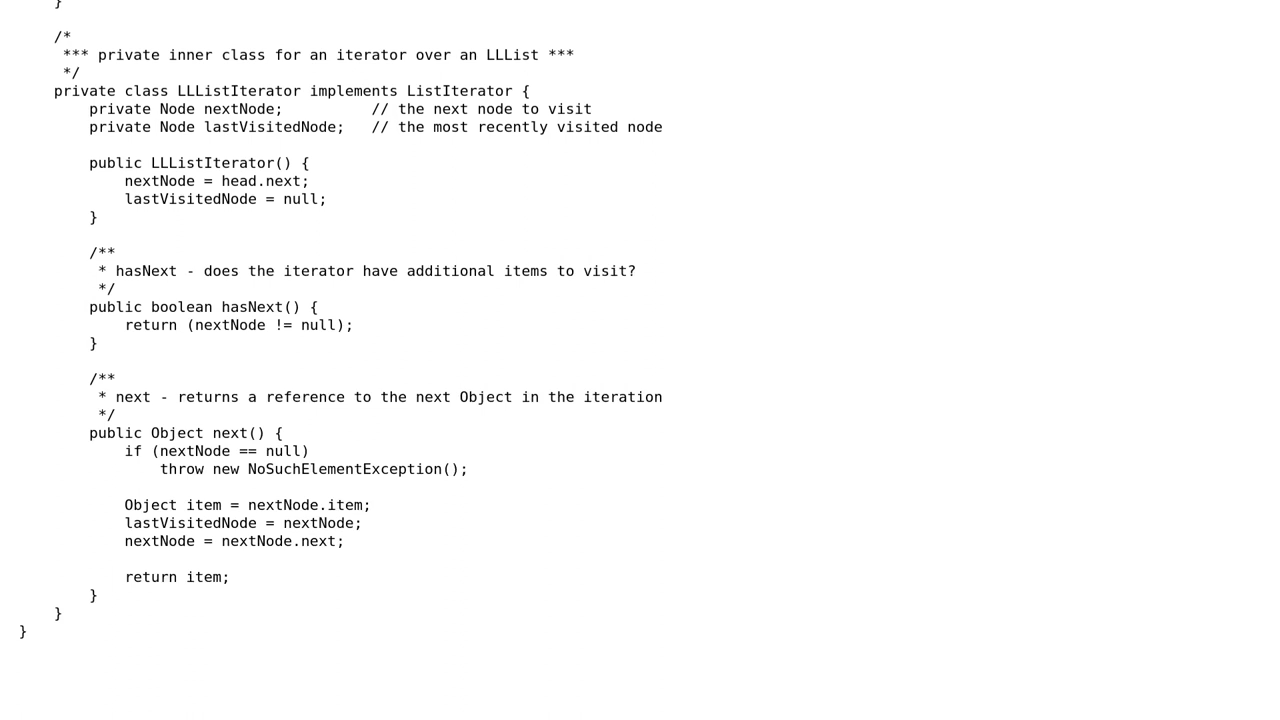 }
/*
*** private inner class for an iterator over an LLList ***
*/
private class LLListIterator implements ListIterator {
private Node nextNode;          // the next node to visit
private Node lastVisitedNode;   // the most recently visited node
public LLListIterator() {
nextNode = head.next;
lastVisitedNode = null;
}
/**
* hasNext - does the iterator have additional items to visit?
*/
public boolean hasNext() {
return (nextNode != null);
}
/**
* next - returns a reference to the next Object in the iteration
*/
public Object next() {
if (nextNode == null)
throw new NoSuchElementException();
Object item = nextNode.item;
lastVisitedNode = nextNode;
nextNode = nextNode.next;
return item;
}
}
}